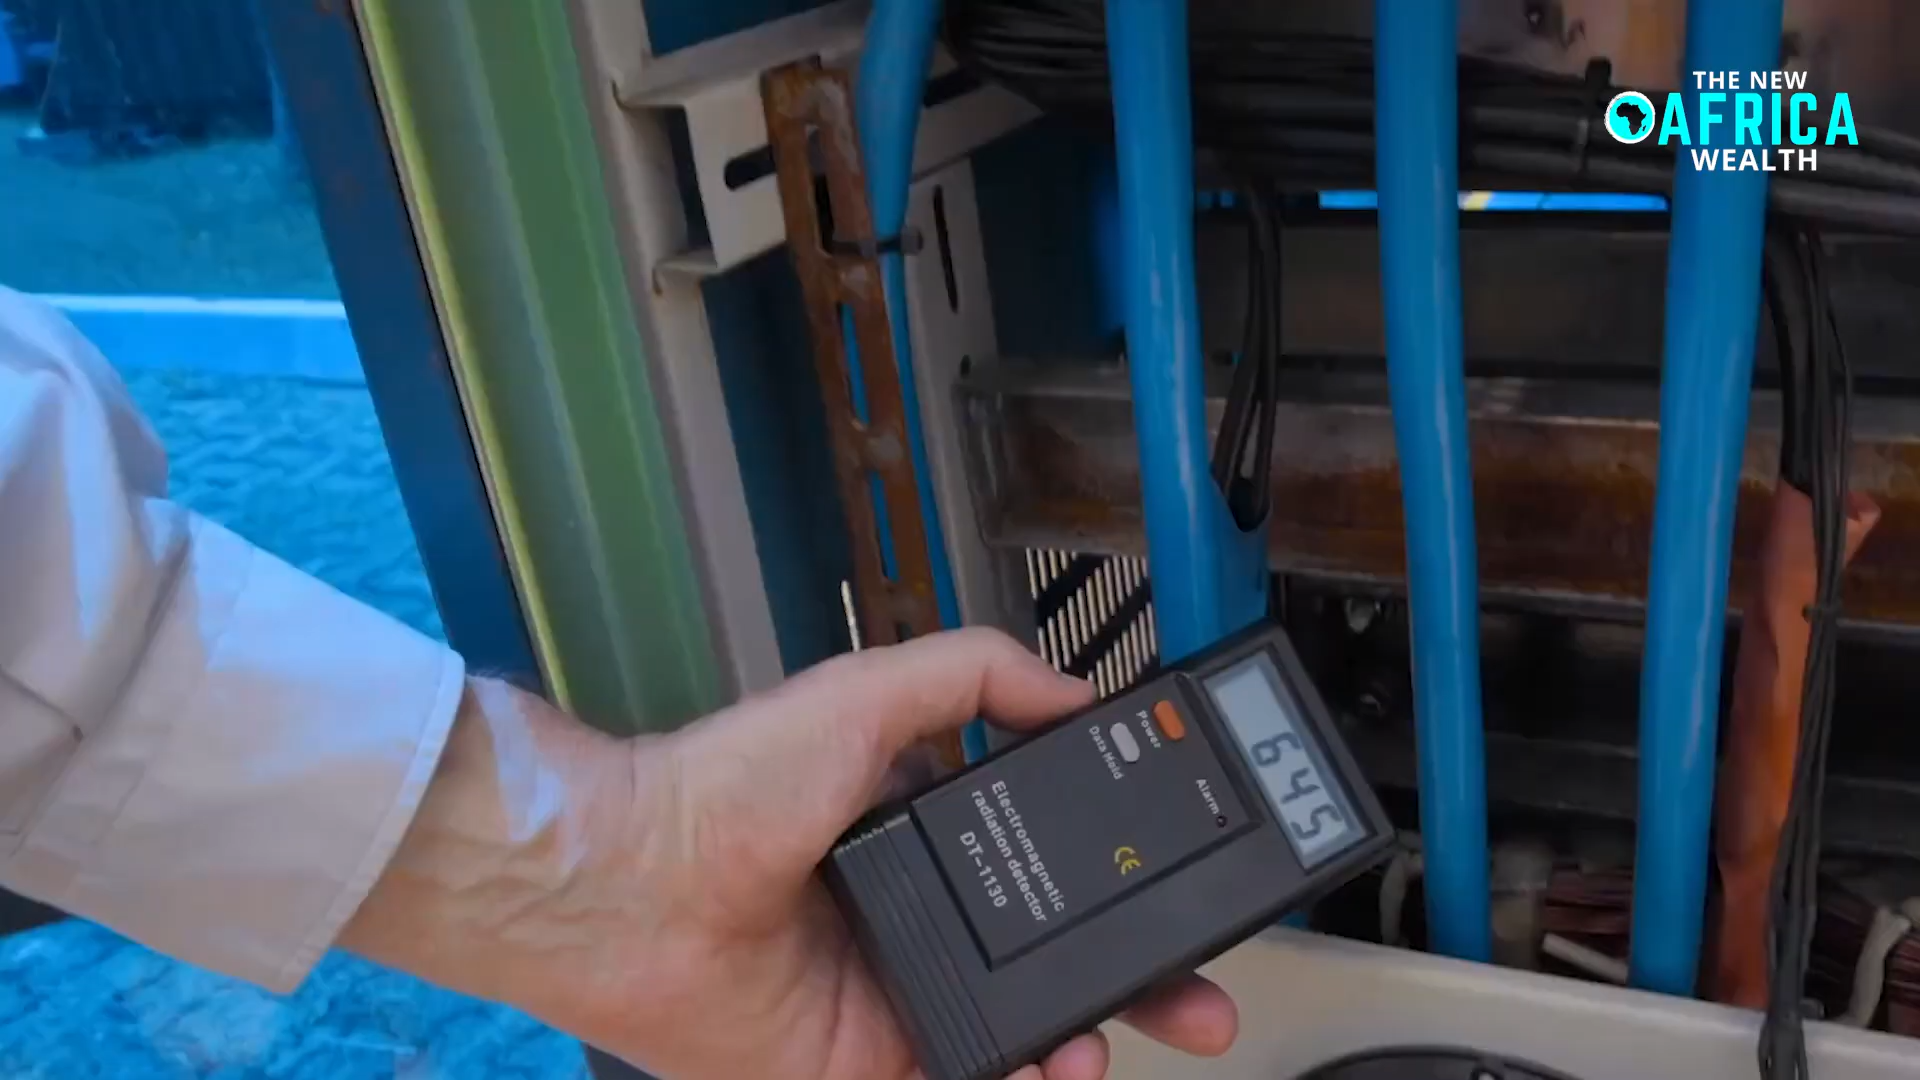 THE NEW
AFRICA
WEALTH
645
Power
Data Hold
Alarm
CE
Electromagnetic
radiation detector
DT-1130